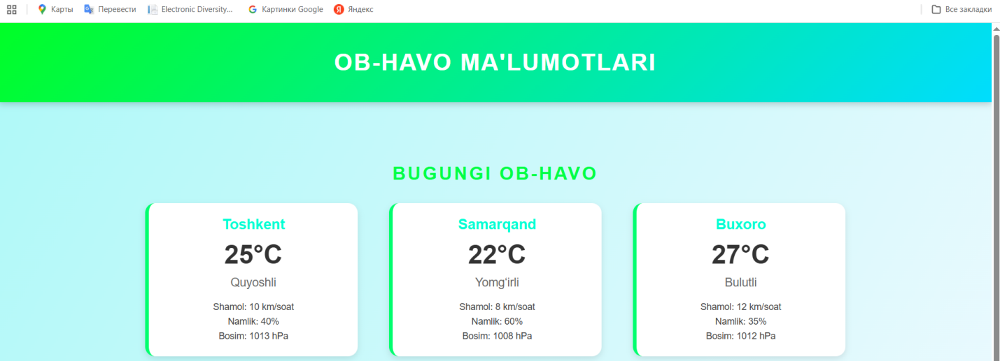 Карты Перевести Electronic Diversity... Картинки Google Яндекс Все закладки
OB-HAVO MA'LUMOTLARI
BUGUNGI OB-HAVO
Toshkent
25°C
Quyoshli
Shamol: 10 km/soat
Namlik: 40%
Bosim: 1013 hPa
Samarqand
22°C
Yomg‘irli
Shamol: 8 km/soat
Namlik: 60%
Bosim: 1008 hPa
Buxoro
27°C
Bulutli
Shamol: 12 km/soat
Namlik: 35%
Bosim: 1012 hPa